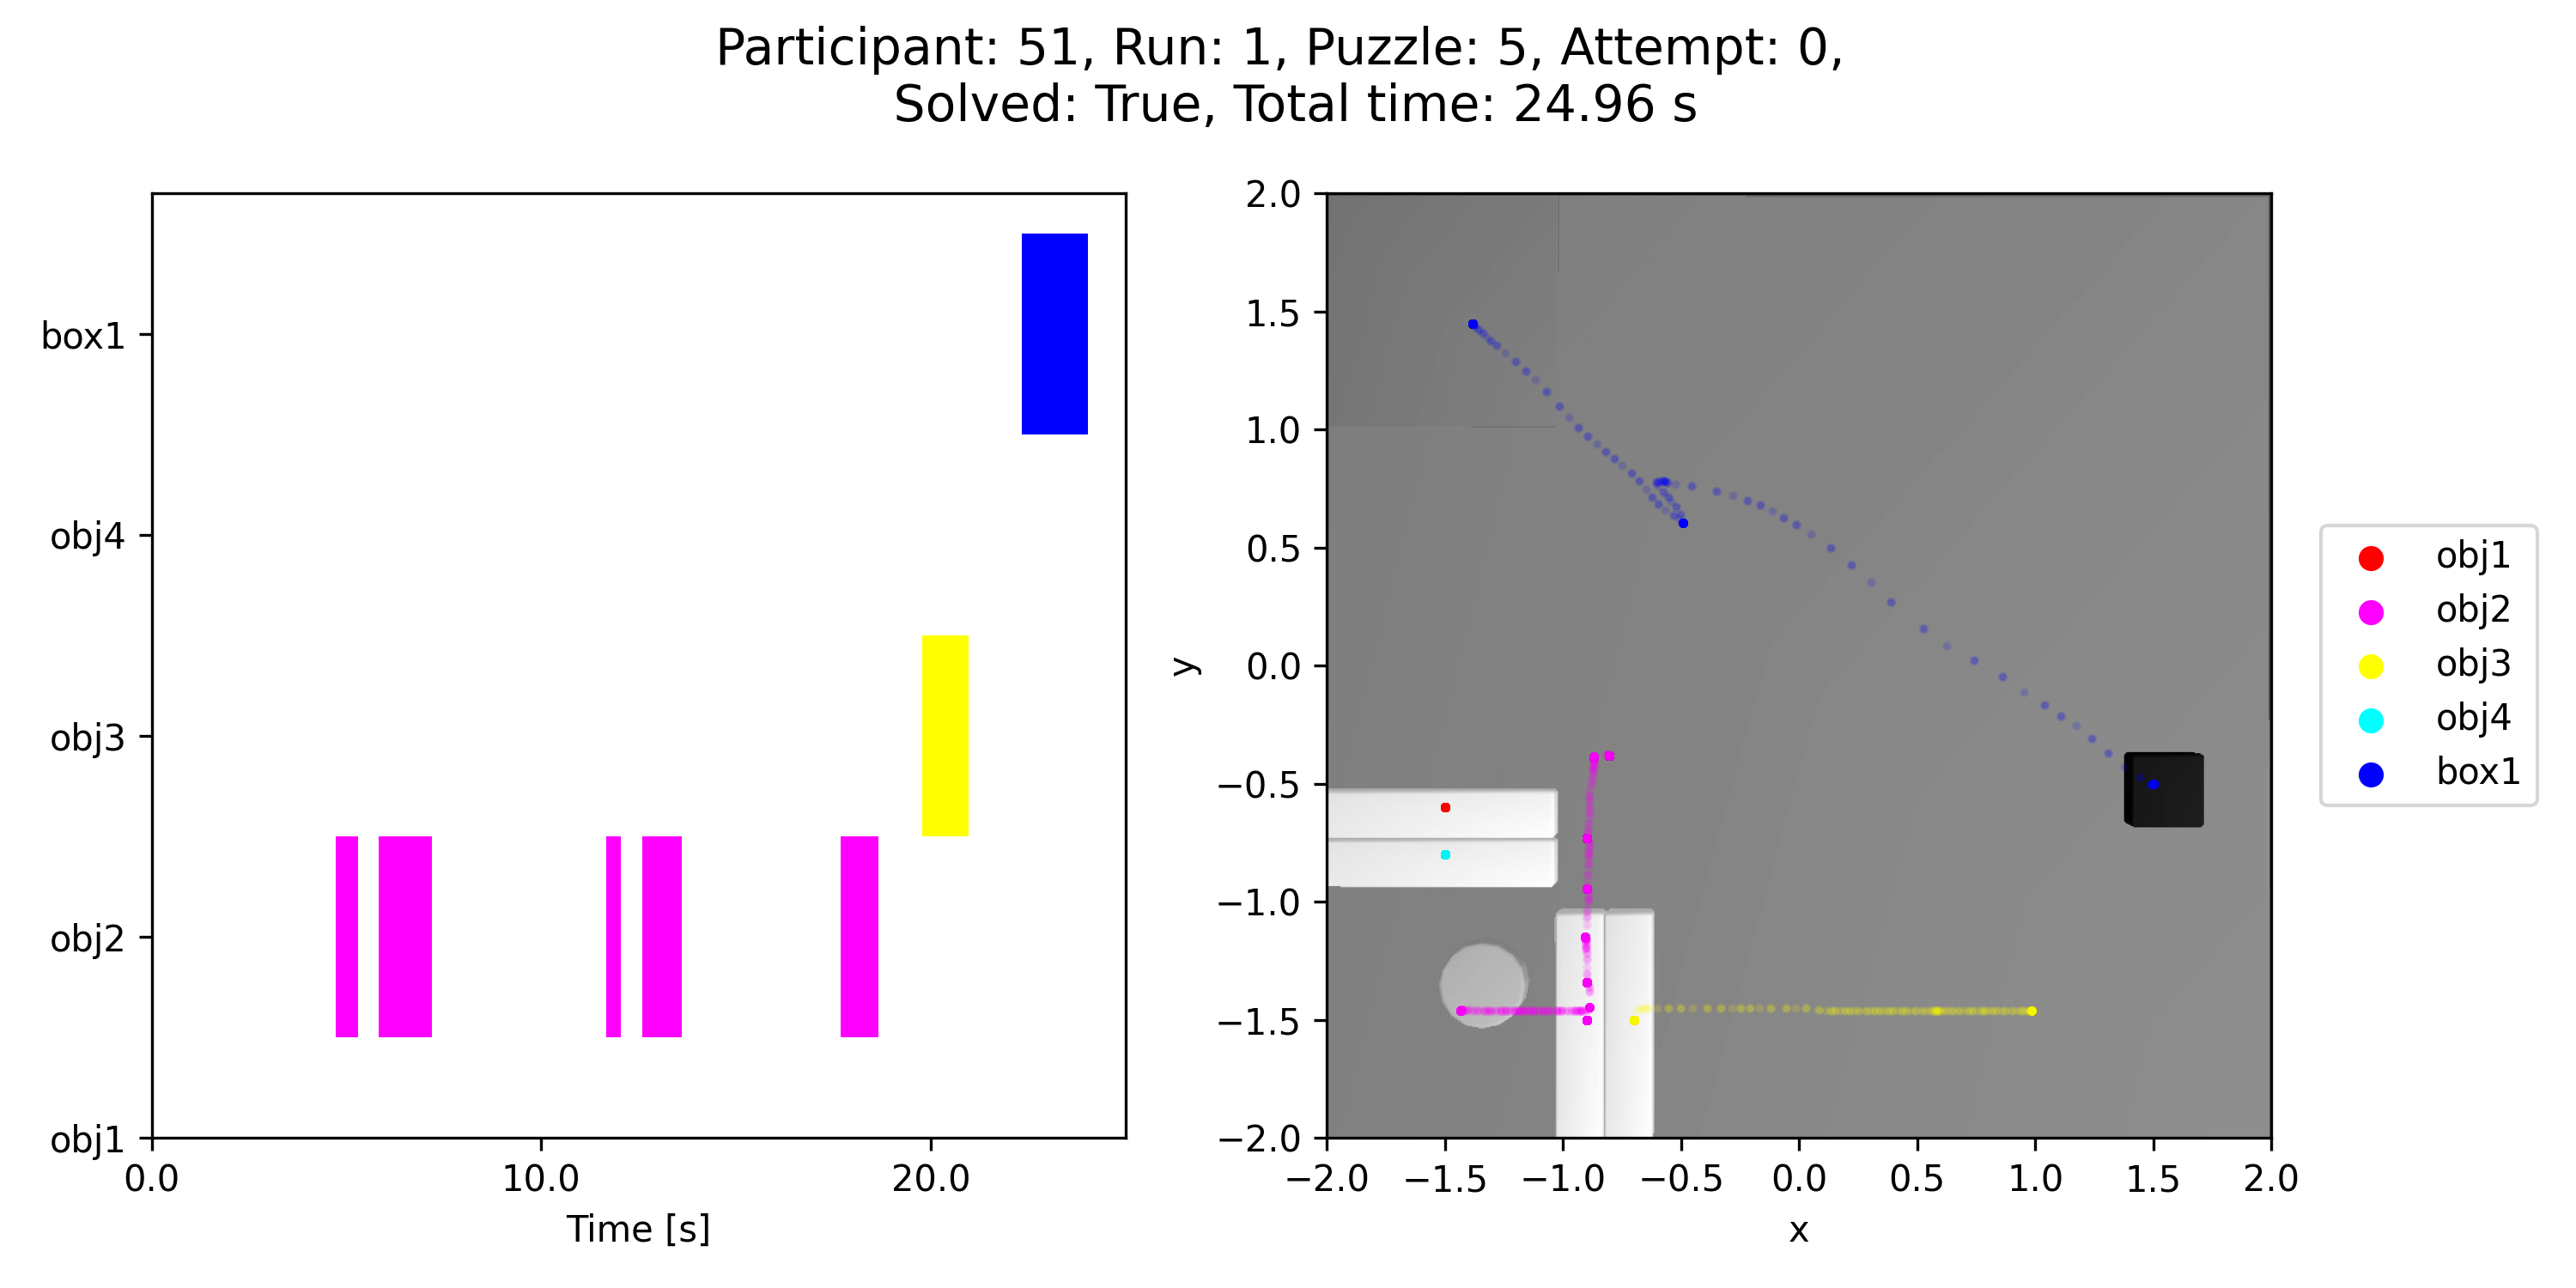 Participant: 51, Run: 1, Puzzle: 5, Attempt: 0,
Solved: True, Total time: 24.96 s
box1
obj4
obj3
obj2
obj1
0.0 10.0 20.0
Time [s]
2.0
1.5
1.0
0.5
0.0
−0.5
−1.0
−1.5
−2.0
y
−2.0 −1.5 −1.0 −0.5 0.0 0.5 1.0 1.5 2.0
x
obj1
obj2
obj3
obj4
box1